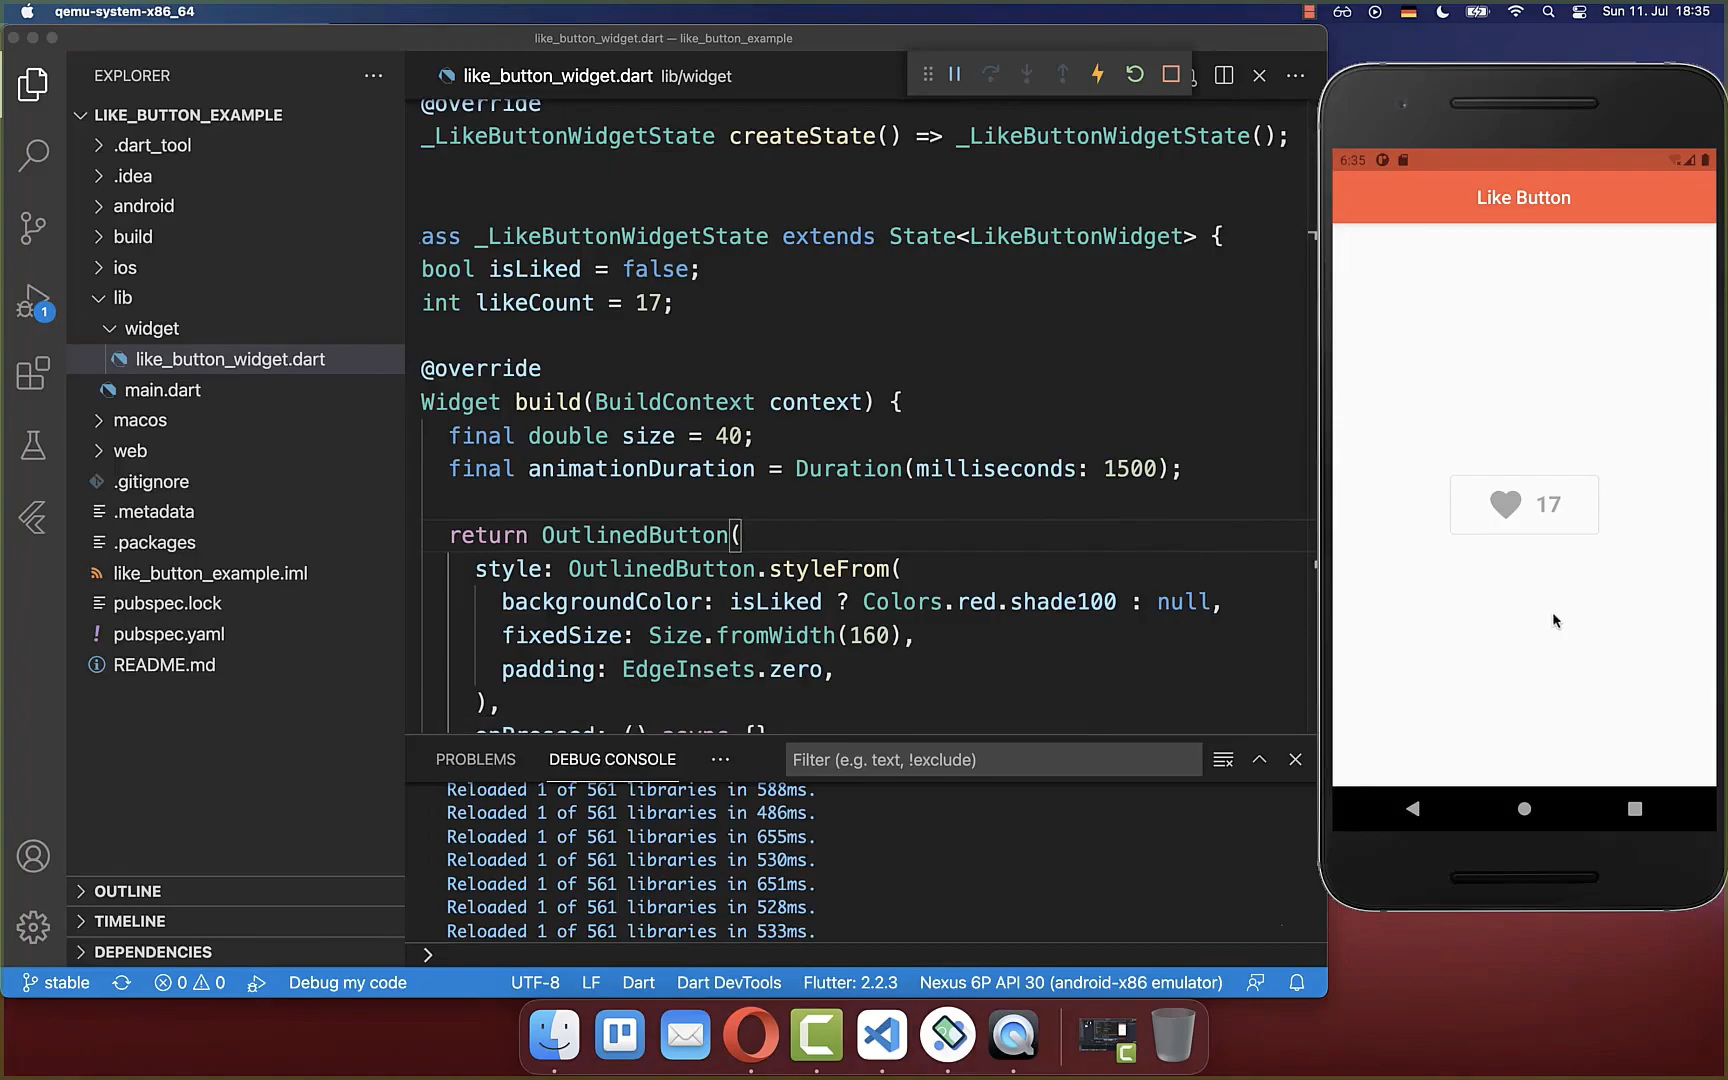 qemu-system-x86_64
Sun 11. Jul 18:35
like_button_widget.dart — like_button_example
EXPLORER
LIKE_BUTTON_EXAMPLE
.dart_tool
.idea
android
build
ios
lib
widget
like_button_widget.dart
main.dart
macos
web
.gitignore
.metadata
.packages
like_button_example.iml
pubspec.lock
pubspec.yaml
README.md
1
OUTLINE
TIMELINE
DEPENDENCIES
like_button_widget.dart lib/widget
@override
_LikeButtonWidgetState createState() => _LikeButtonWidgetState();
ass _LikeButtonWidgetState extends State<LikeButtonWidget> {
bool isLiked = false;
int likeCount = 17;
@override
Widget build(BuildContext context) {
final double size = 40;
final animationDuration = Duration(milliseconds: 1500);
return OutlinedButton(
style: OutlinedButton.styleFrom(
backgroundColor: isLiked ? Colors.red.shade100 : null,
fixedSize: Size.fromWidth(160),
padding: EdgeInsets.zero,
),
onPressed: () async {}
PROBLEMS DEBUG CONSOLE
Filter (e.g. text, !exclude)
Reloaded 1 of 561 libraries in 588ms.
Reloaded 1 of 561 libraries in 486ms.
Reloaded 1 of 561 libraries in 655ms.
Reloaded 1 of 561 libraries in 530ms.
Reloaded 1 of 561 libraries in 651ms.
Reloaded 1 of 561 libraries in 528ms.
Reloaded 1 of 561 libraries in 533ms.
stable
0
0
Debug my code
UTF-8
LF
Dart
Dart DevTools
Flutter: 2.2.3
Nexus 6P API 30 (android-x86 emulator)
6:35
Like Button
17